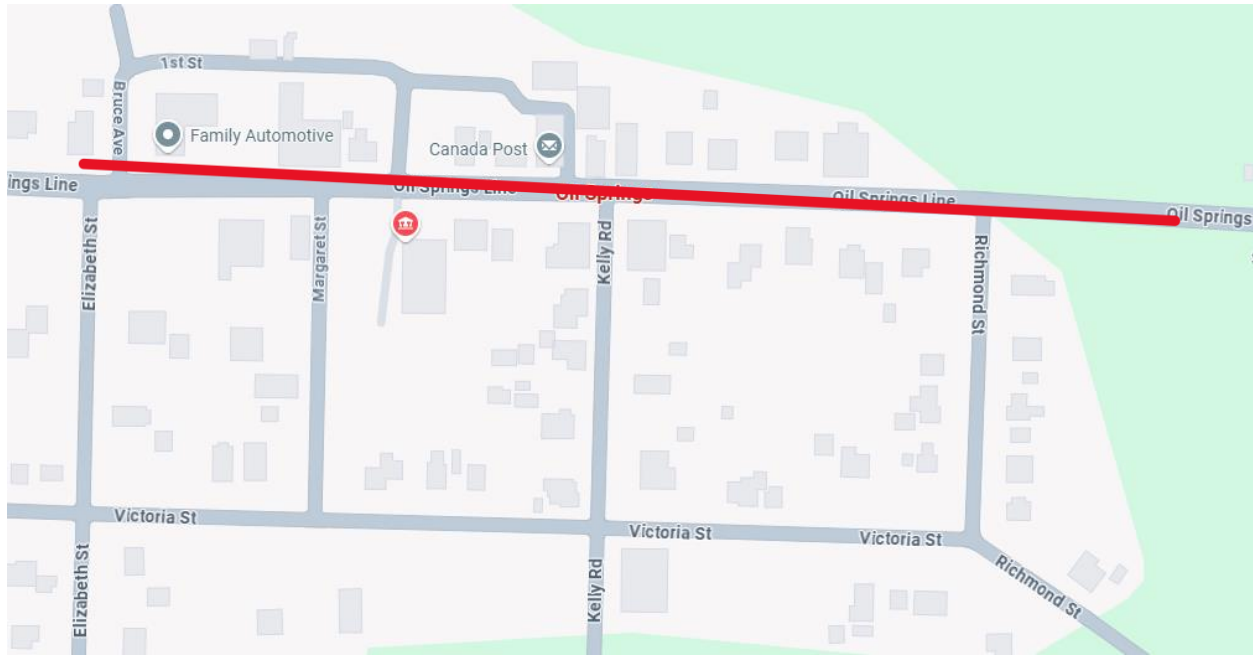 1st St
Bruce Ave
Family Automotive
Canada Post
ings Line
Oil Springs Line
Oil Springs
Oil Springs Line
Oil Springs
Elizabeth St
Margaret St
Kelly Rd
Richmond St
Victoria St
Victoria St
Victoria St
Elizabeth St
Kelly Rd
Richmond St